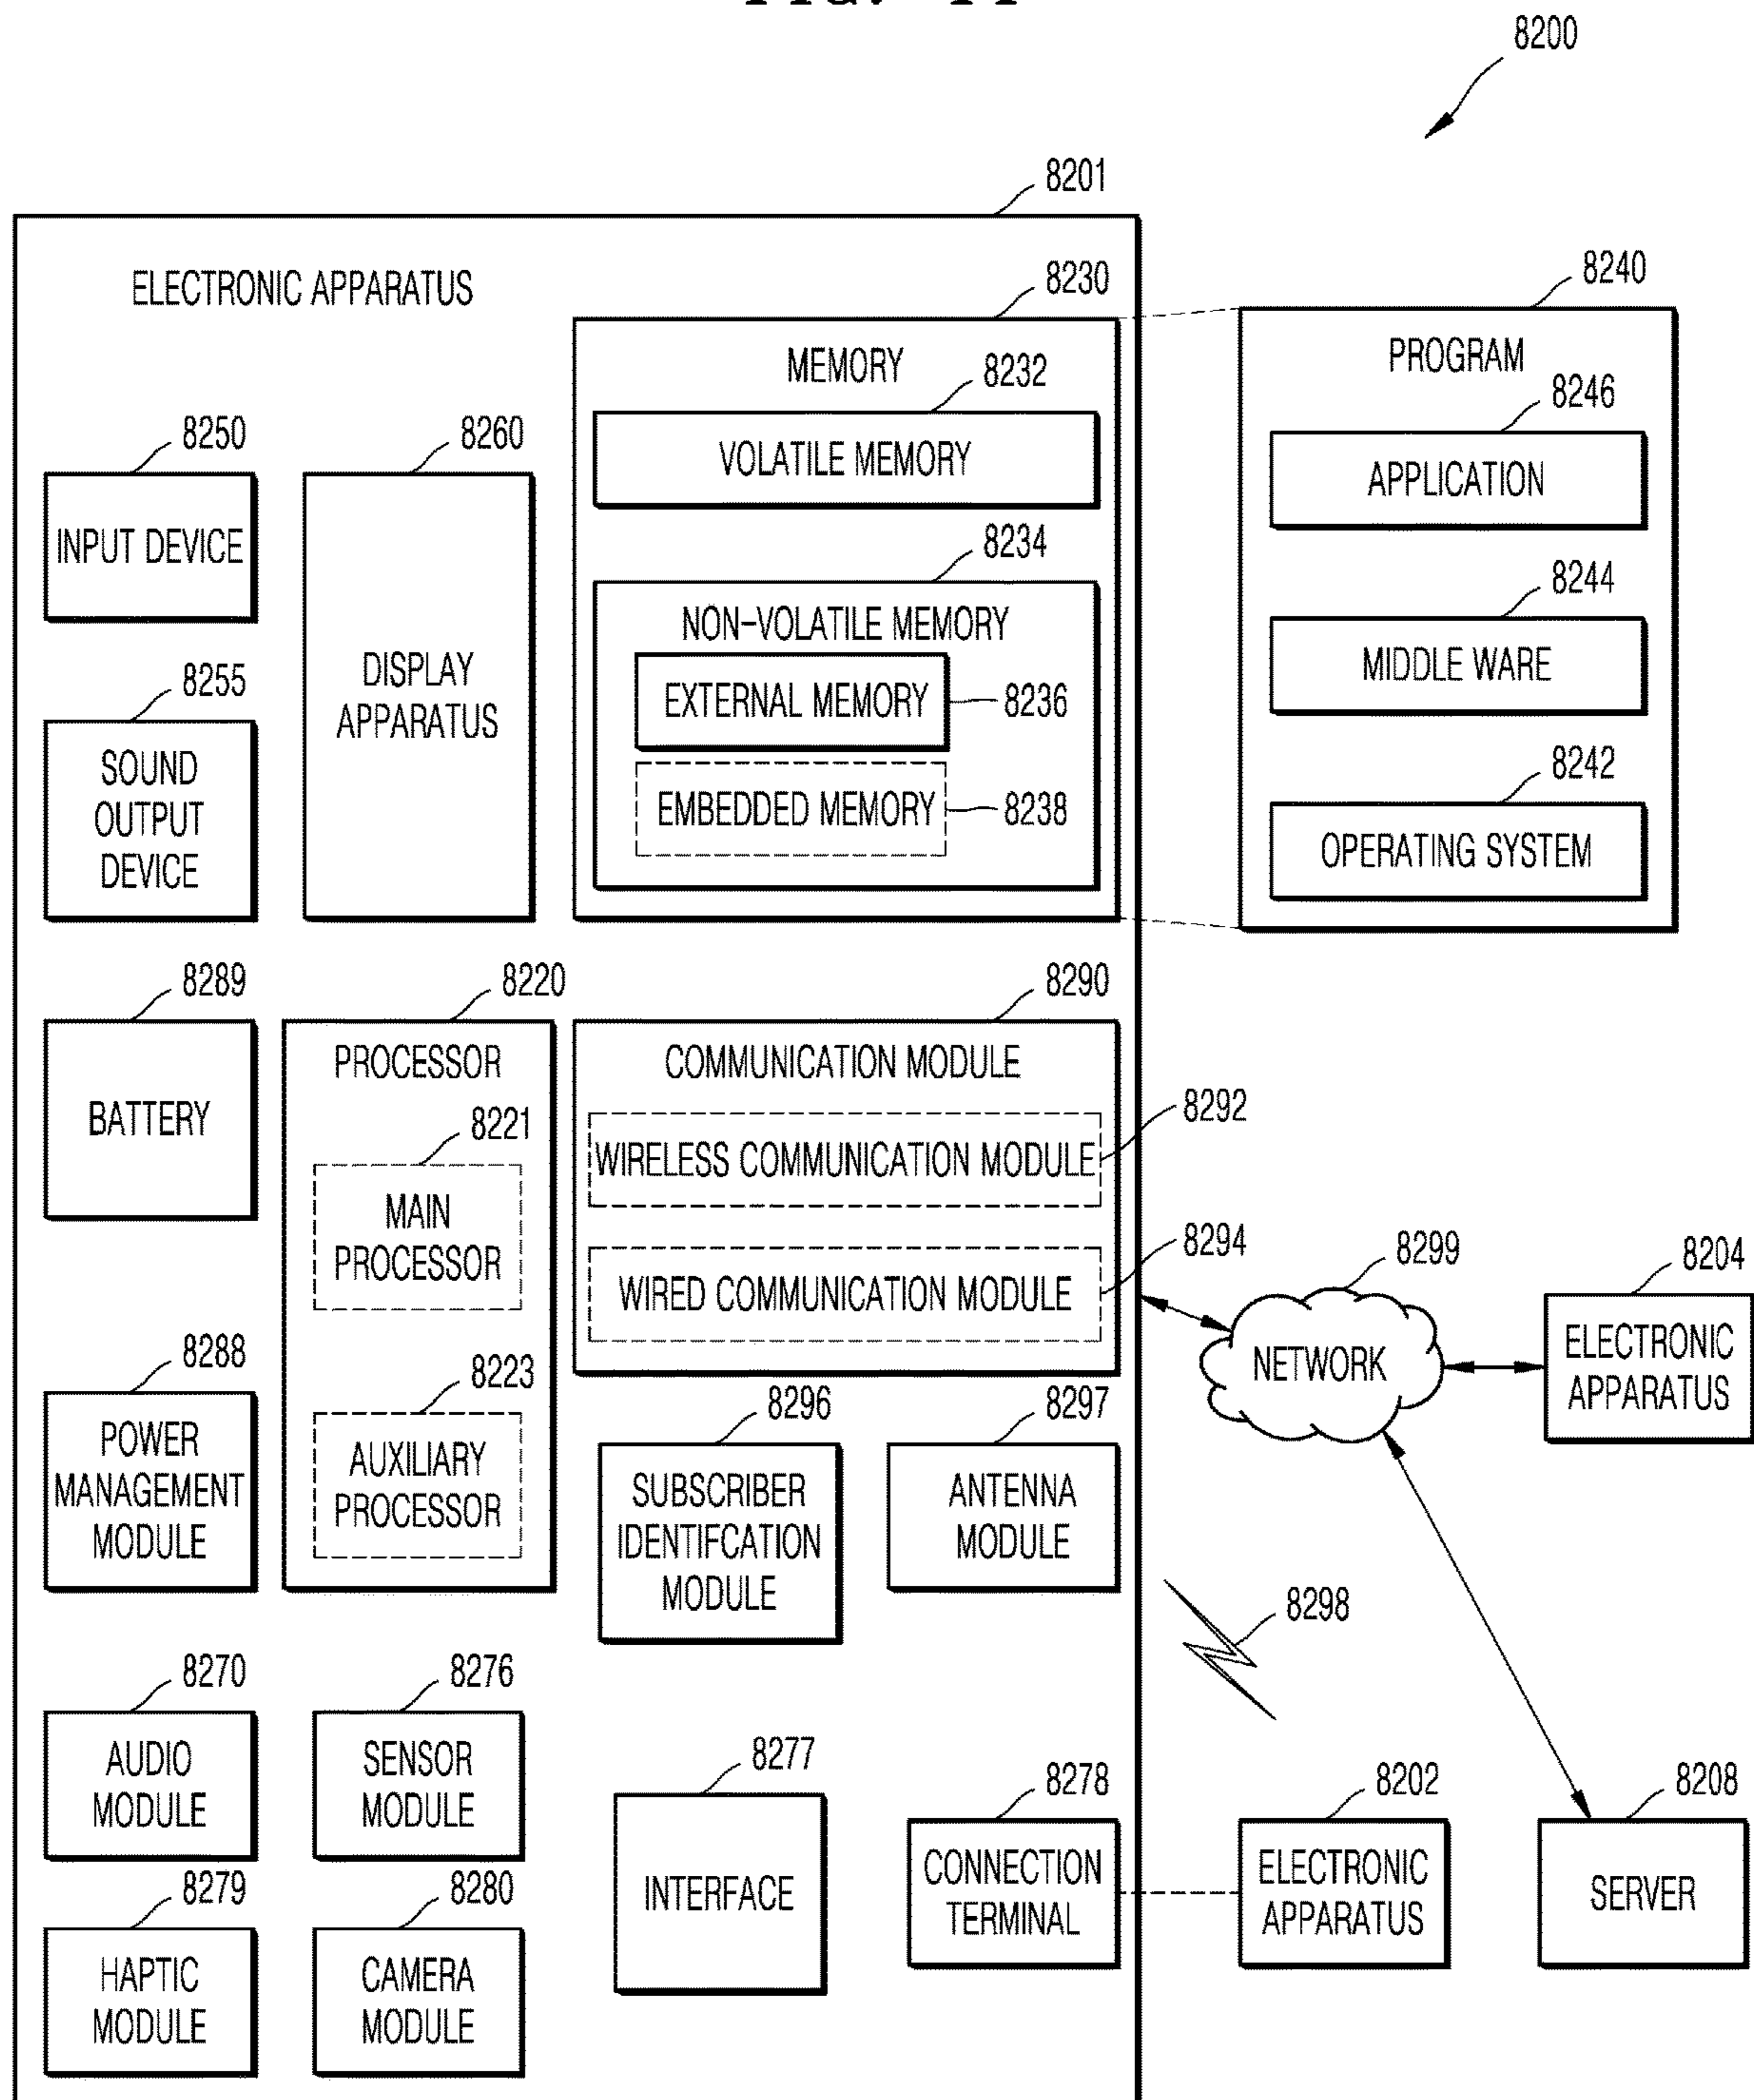 8200
8201
ELECTRONIC APPARATUS
8230
MEMORY
8232
VOLATILE MEMORY
8234
NON-VOLATILE MEMORY
EXTERNAL MEMORY
8236
EMBEDDED MEMORY
8238
8240
PROGRAM
8246
APPLICATION
8244
MIDDLE WARE
8242
OPERATING SYSTEM
8250
INPUT DEVICE
8260
DISPLAY
APPARATUS
8255
SOUND
OUTPUT
DEVICE
8289
BATTERY
8220
PROCESSOR
8221
MAIN
PROCESSOR
8223
AUXILIARY
PROCESSOR
8290
COMMUNICATION MODULE
8292
WIRELESS COMMUNICATION MODULE
8294
WIRED COMMUNICATION MODULE
8299
NETWORK
8204
ELECTRONIC
APPARATUS
8288
POWER
MANAGEMENT
MODULE
8296
SUBSCRIBER
IDENTIFCATION
MODULE
8297
ANTENNA
MODULE
8298
8270
AUDIO
MODULE
8276
SENSOR
MODULE
8277
INTERFACE
8278
CONNECTION
TERMINAL
8202
ELECTRONIC
APPARATUS
8208
SERVER
8279
HAPTIC
MODULE
8280
CAMERA
MODULE